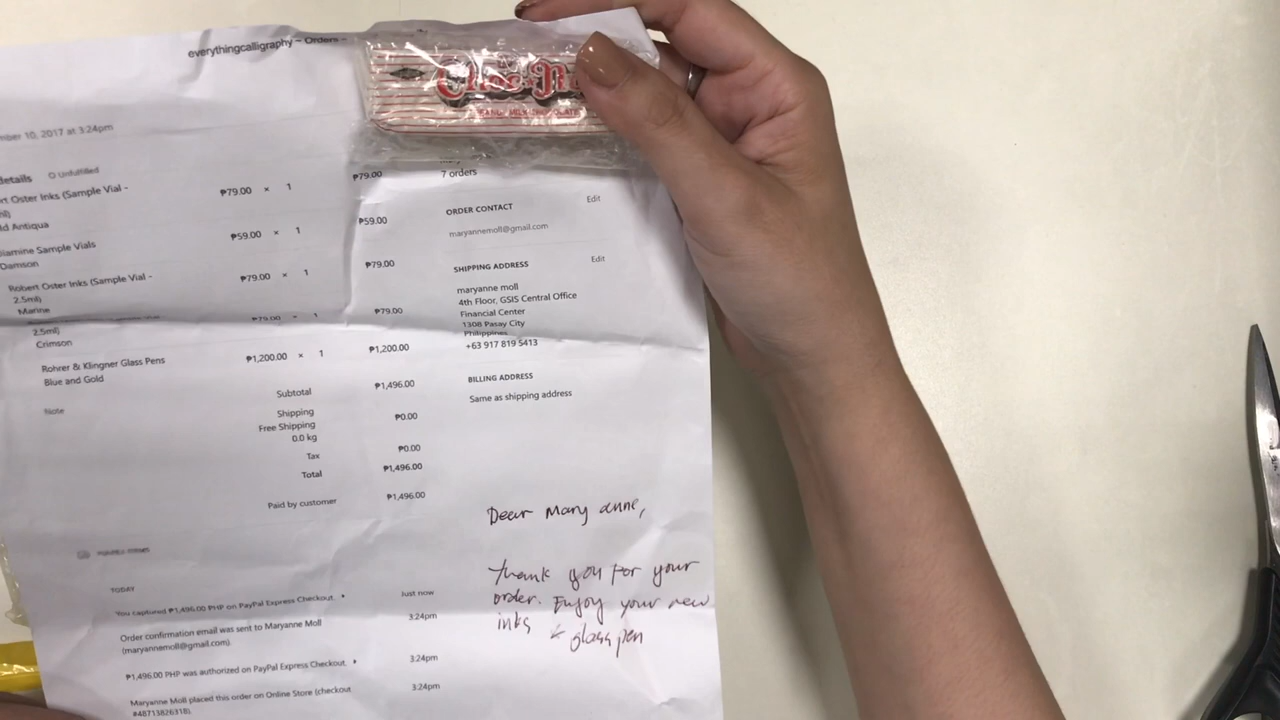 everythingcalligraphy ~ Orders ~
10, 2017 at 3:24pm
details Unfulfilled
Oster Inks (Sample Vial - ₱79.00 × 1 ₱79.00
Antiqua
Sample Vials ₱59.00 × 1 ₱59.00
Damson
Robert Oster Inks (Sample Vial - ₱79.00 × 1 ₱79.00
2.5ml)
Marine
₱79.00 × 1 ₱79.00
2.5ml)
Crimson
Rohrer & Klingner Glass Pens ₱1,200.00 × 1 ₱1,200.00
Blue and Gold
Note
Subtotal ₱1,496.00
Shipping ₱0.00
Free Shipping
0.0 kg
Tax ₱0.00
Total ₱1,496.00
Paid by customer ₱1,496.00
MILK CHOCOLATE
7 orders
ORDER CONTACT Edit
maryannemoll@gmail.com
SHIPPING ADDRESS Edit
maryanne moll
4th Floor, GSIS Central Office
Financial Center
1308 Pasay City
Philippines
+63 917 819 5413
BILLING ADDRESS
Same as shipping address
TODAY
You captured ₱1,496.00 PHP on PayPal Express Checkout. Just now
Order confirmation email was sent to Maryanne Moll 3:24pm
(maryannemoll@gmail.com).
₱1,496.00 PHP was authorized on PayPal Express Checkout. 3:24pm
Maryanne Moll placed this order on Online Store (checkout 3:24pm
#48713826318).
Dear Mary anne,
Thank you for your
order. Enjoy your new
inks & glass pen